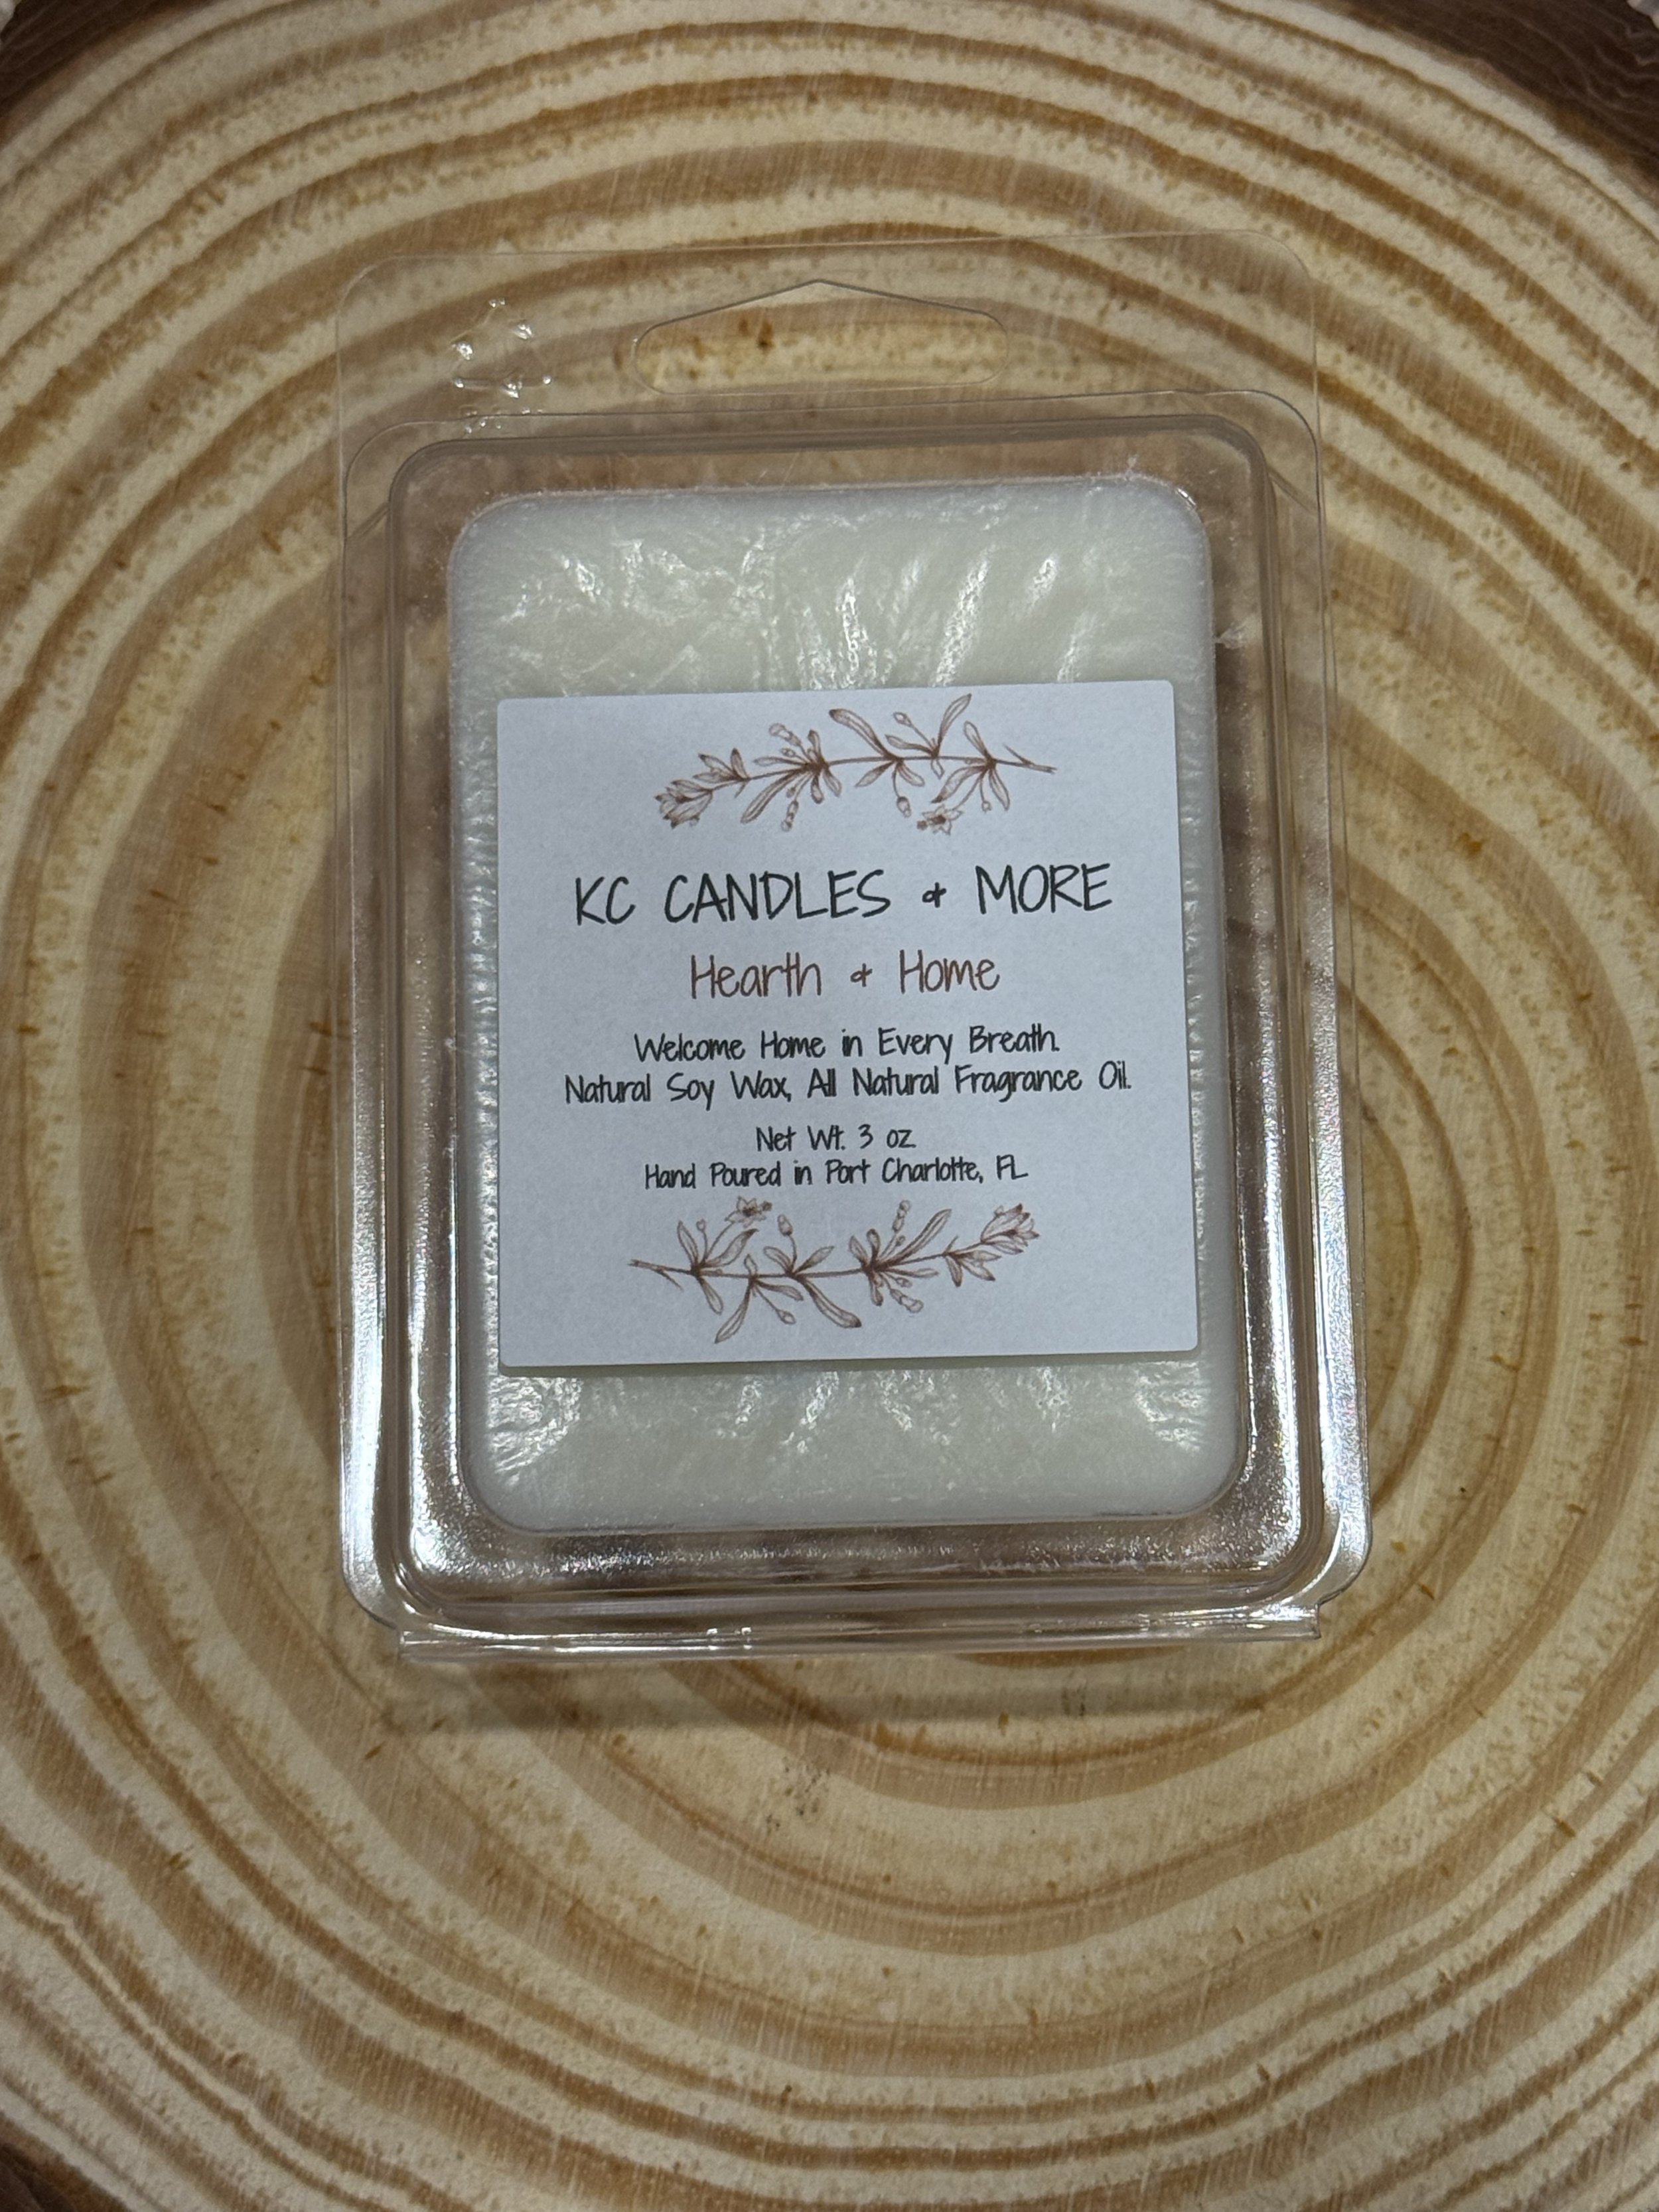 KC CANDLES & MORE
Hearth & Home
Welcome Home in Every Breath.
Natural Soy Wax, All Natural Fragrance Oil.
Net Wt. 3 oz.
Hand Poured in Port Charlotte, FL